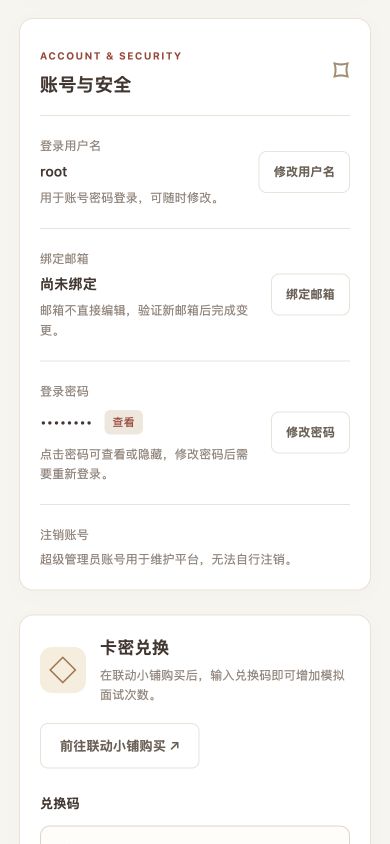 ACCOUNT & SECURITY
账号与安全
登录用户名
root
修改用户名
用于账号密码登录，可随时修改。
绑定邮箱
尚未绑定
绑定邮箱
邮箱不直接编辑，验证新邮箱后完成变
更。
登录密码
•••••••• 查看
修改密码
点击密码可查看或隐藏，修改密码后需
要重新登录。
注销账号
超级管理员账号用于维护平台，无法自行注销。
卡密兑换
在联动小铺购买后，输入兑换码即可增加模拟
面试次数。
前往联动小铺购买 ↗
兑换码